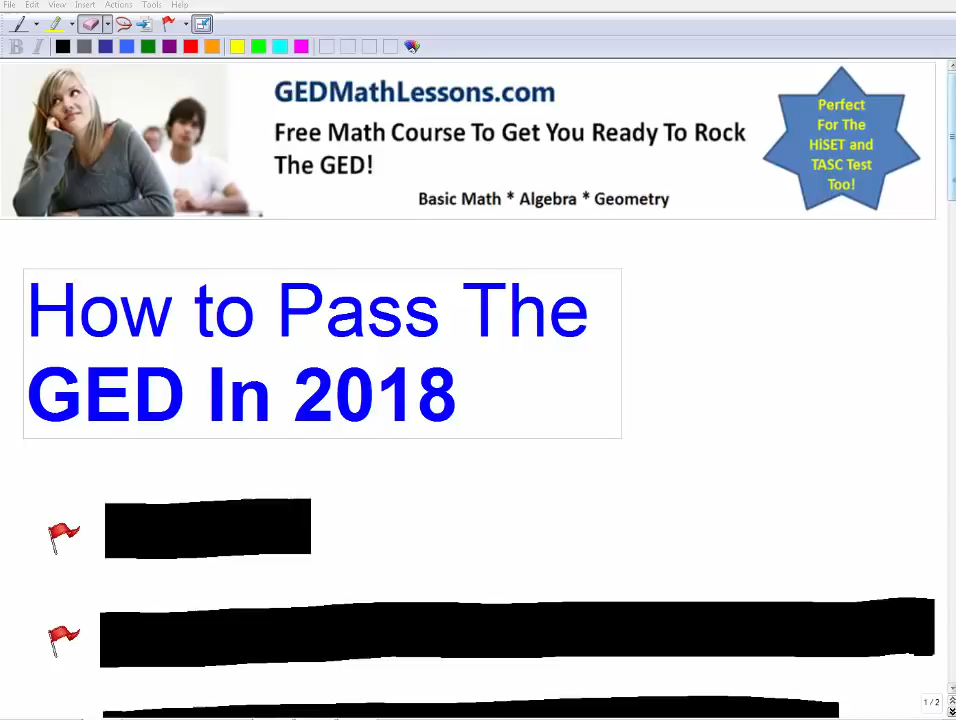 File Edit View Insert Actions Tools Help
B I
GEDMathLessons.com
Free Math Course To Get You Ready To Rock
The GED!
Basic Math * Algebra * Geometry
Perfect
For The
HiSET and
TASC Test
Too!
How to Pass The
GED In 2018
1 / 2